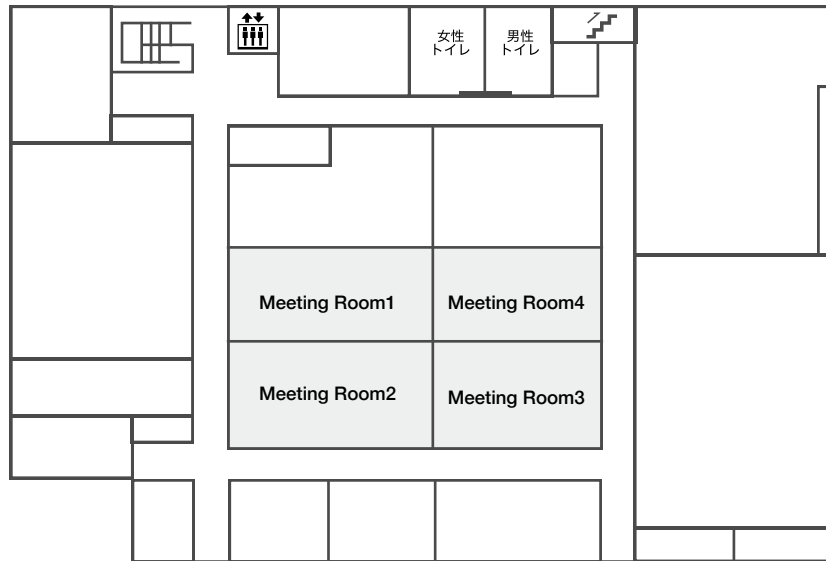 女性
トイレ
男性
トイレ
Meeting Room1
Meeting Room4
Meeting Room2
Meeting Room3